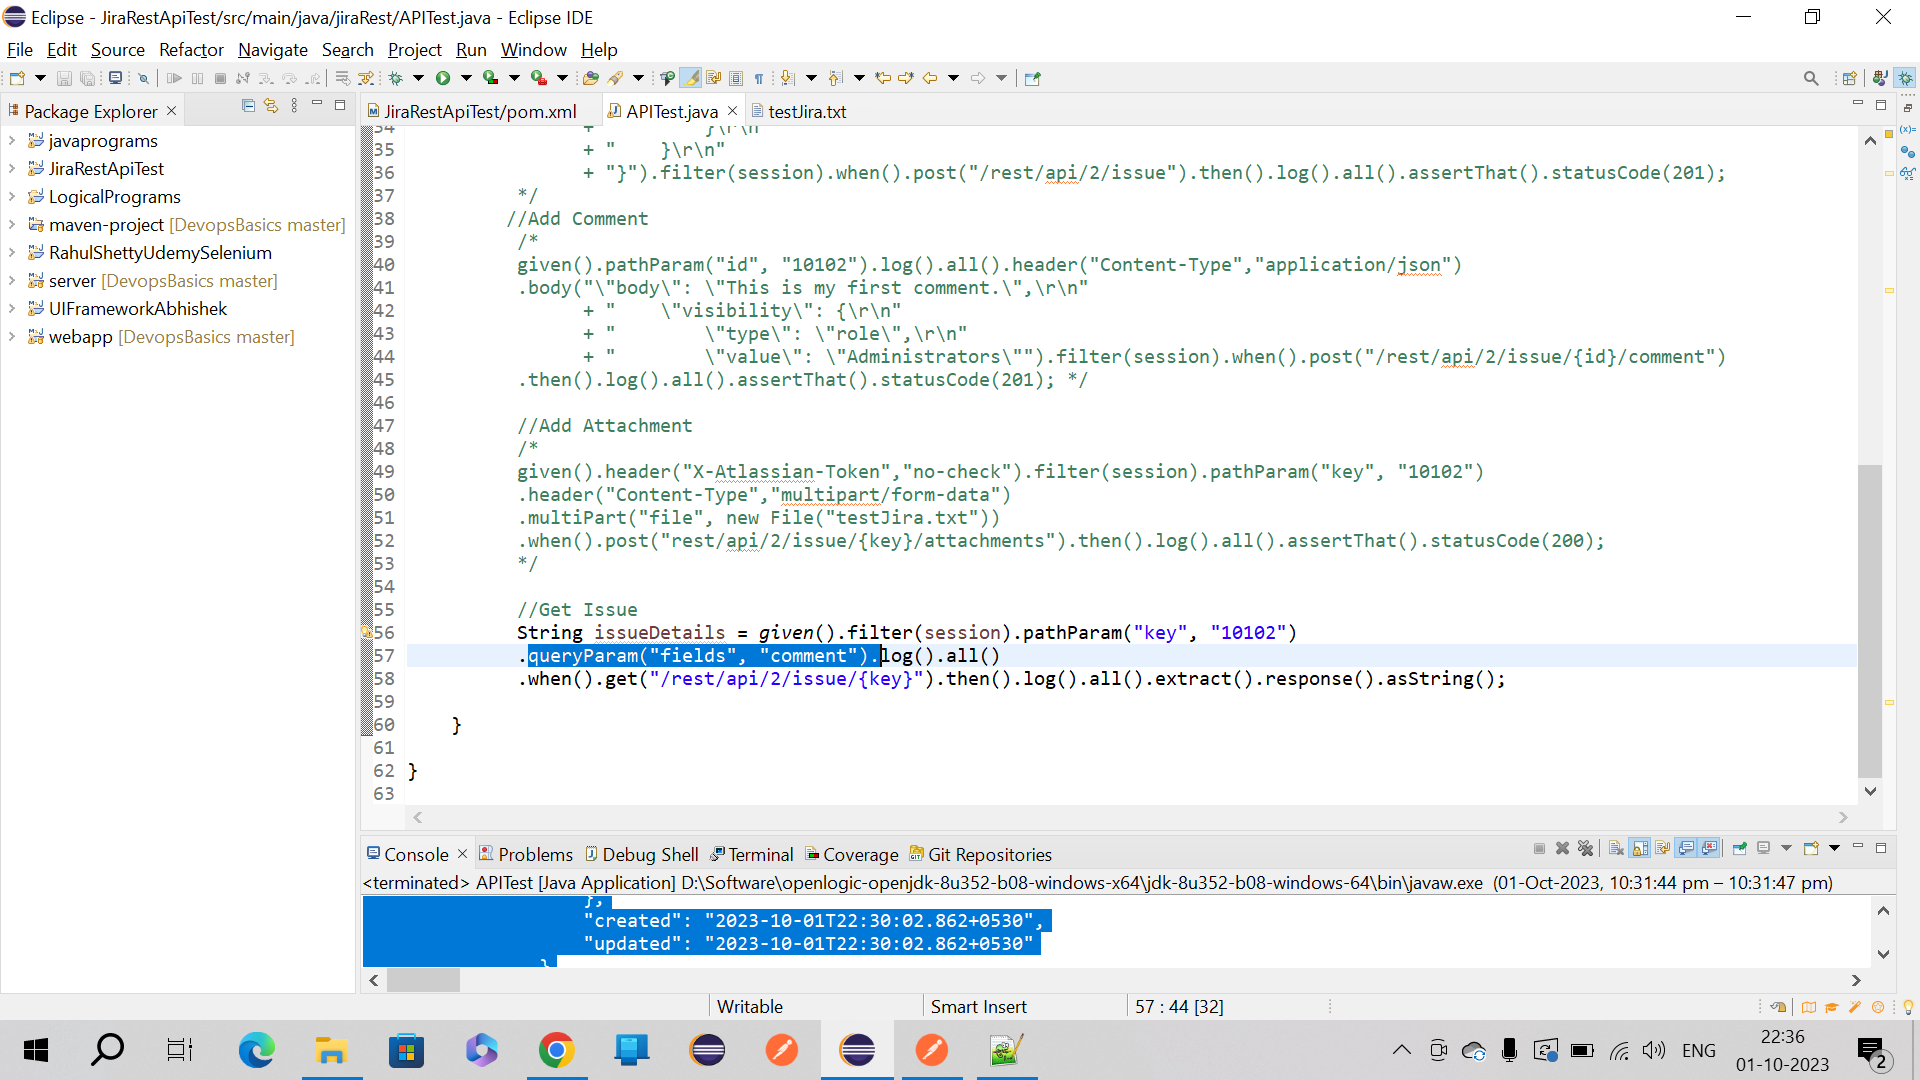 Eclipse - JiraRestApiTest/src/main/java/jiraRest/APITest.java - Eclipse IDE
File Edit Source Refactor Navigate Search Project Run Window Help
Package Explorer
JiraRestApiTest/pom.xml
APITest.java
testJira.txt
javaprograms
JiraRestApiTest
LogicalPrograms
maven-project [DevopsBasics master]
RahulShettyUdemySelenium
server [DevopsBasics master]
UIFrameworkAbhishek
webapp [DevopsBasics master]
34 + " }\r\n"
35 + " }\r\n"
36 + "}").filter(session).when().post("/rest/api/2/issue").then().log().all().assertThat().statusCode(201);
37 */
38 //Add Comment
39 /*
40 given().pathParam("id", "10102").log().all().header("Content-Type","application/json")
41 .body("\"body\": \"This is my first comment.\",\r\n"
42 + " \"visibility\": {\r\n"
43 + " \"type\": \"role\",\r\n"
44 + " \"value\": \"Administrators\"").filter(session).when().post("/rest/api/2/issue/{id}/comment")
45 .then().log().all().assertThat().statusCode(201); */
46
47 //Add Attachment
48 /*
49 given().header("X-Atlassian-Token","no-check").filter(session).pathParam("key", "10102")
50 .header("Content-Type","multipart/form-data")
51 .multiPart("file", new File("testJira.txt"))
52 .when().post("rest/api/2/issue/{key}/attachments").then().log().all().assertThat().statusCode(200);
53 */
54
55 //Get Issue
56 String issueDetails = given().filter(session).pathParam("key", "10102")
57 .queryParam("fields", "comment").log().all()
58 .when().get("/rest/api/2/issue/{key}").then().log().all().extract().response().asString();
59
60 }
61
62 }
63
Console Problems Debug Shell Terminal Coverage Git Repositories
<terminated> APITest [Java Application] D:\Software\openlogic-openjdk-8u352-b08-windows-x64\jdk-8u352-b08-windows-64\bin\javaw.exe (01-Oct-2023, 10:31:44 pm – 10:31:47 pm)
},
"created": "2023-10-01T22:30:02.862+0530",
"updated": "2023-10-01T22:30:02.862+0530"
}
Writable
Smart Insert
57 : 44 [32]
ENG
22:36
01-10-2023
2